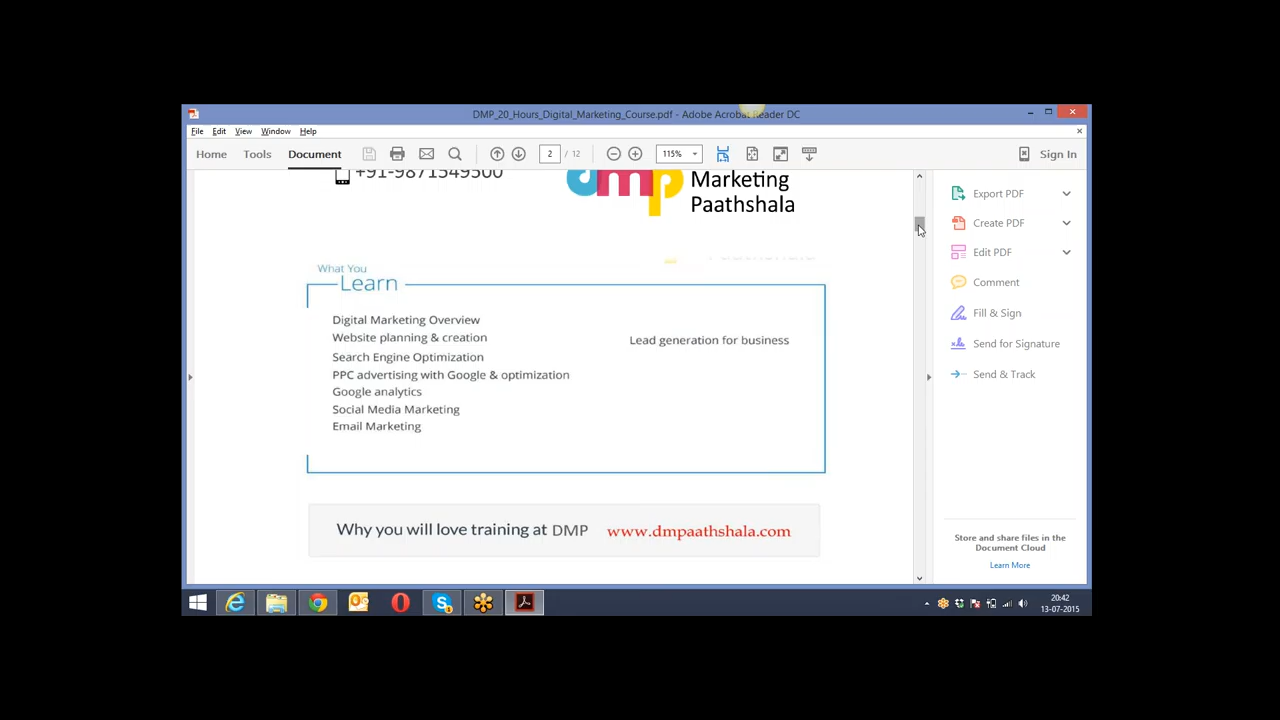 DMP_20_Hours_Digital_Marketing_Course.pdf - Adobe Acrobat Reader DC
File Edit View Window Help
Home Tools Document 2 / 12 115% Sign In
+91-9871549500
dmp
Marketing
Paathshala
What You
Learn
Digital Marketing Overview
Website planning & creation
Search Engine Optimization
PPC advertising with Google & optimization
Google analytics
Social Media Marketing
Email Marketing
Lead generation for business
Why you will love training at DMP www.dmpaathshala.com
Export PDF
Create PDF
Edit PDF
Comment
Fill & Sign
Send for Signature
Send & Track
Store and share files in the
Document Cloud
Learn More
20:42
13-07-2015